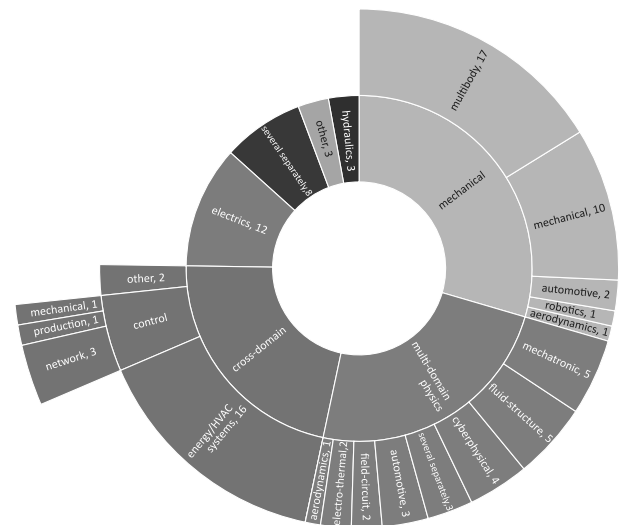 multibody, 17
mechanical
mechanical, 10
automotive, 2
robotics, 1
aerodynamics, 1
multi-domain
physics
mechatronic, 5
fluid-structure, 5
cyberphysical, 4
several separately,3
automotive, 3
field-circuit, 2
electro-thermal,2
aerodynamics, 1
cross-domain
energy/HVAC
systems, 16
control
network, 3
production, 1
mechanical, 1
other, 2
electrics, 12
several separately,8
other, 3
hydraulics, 3